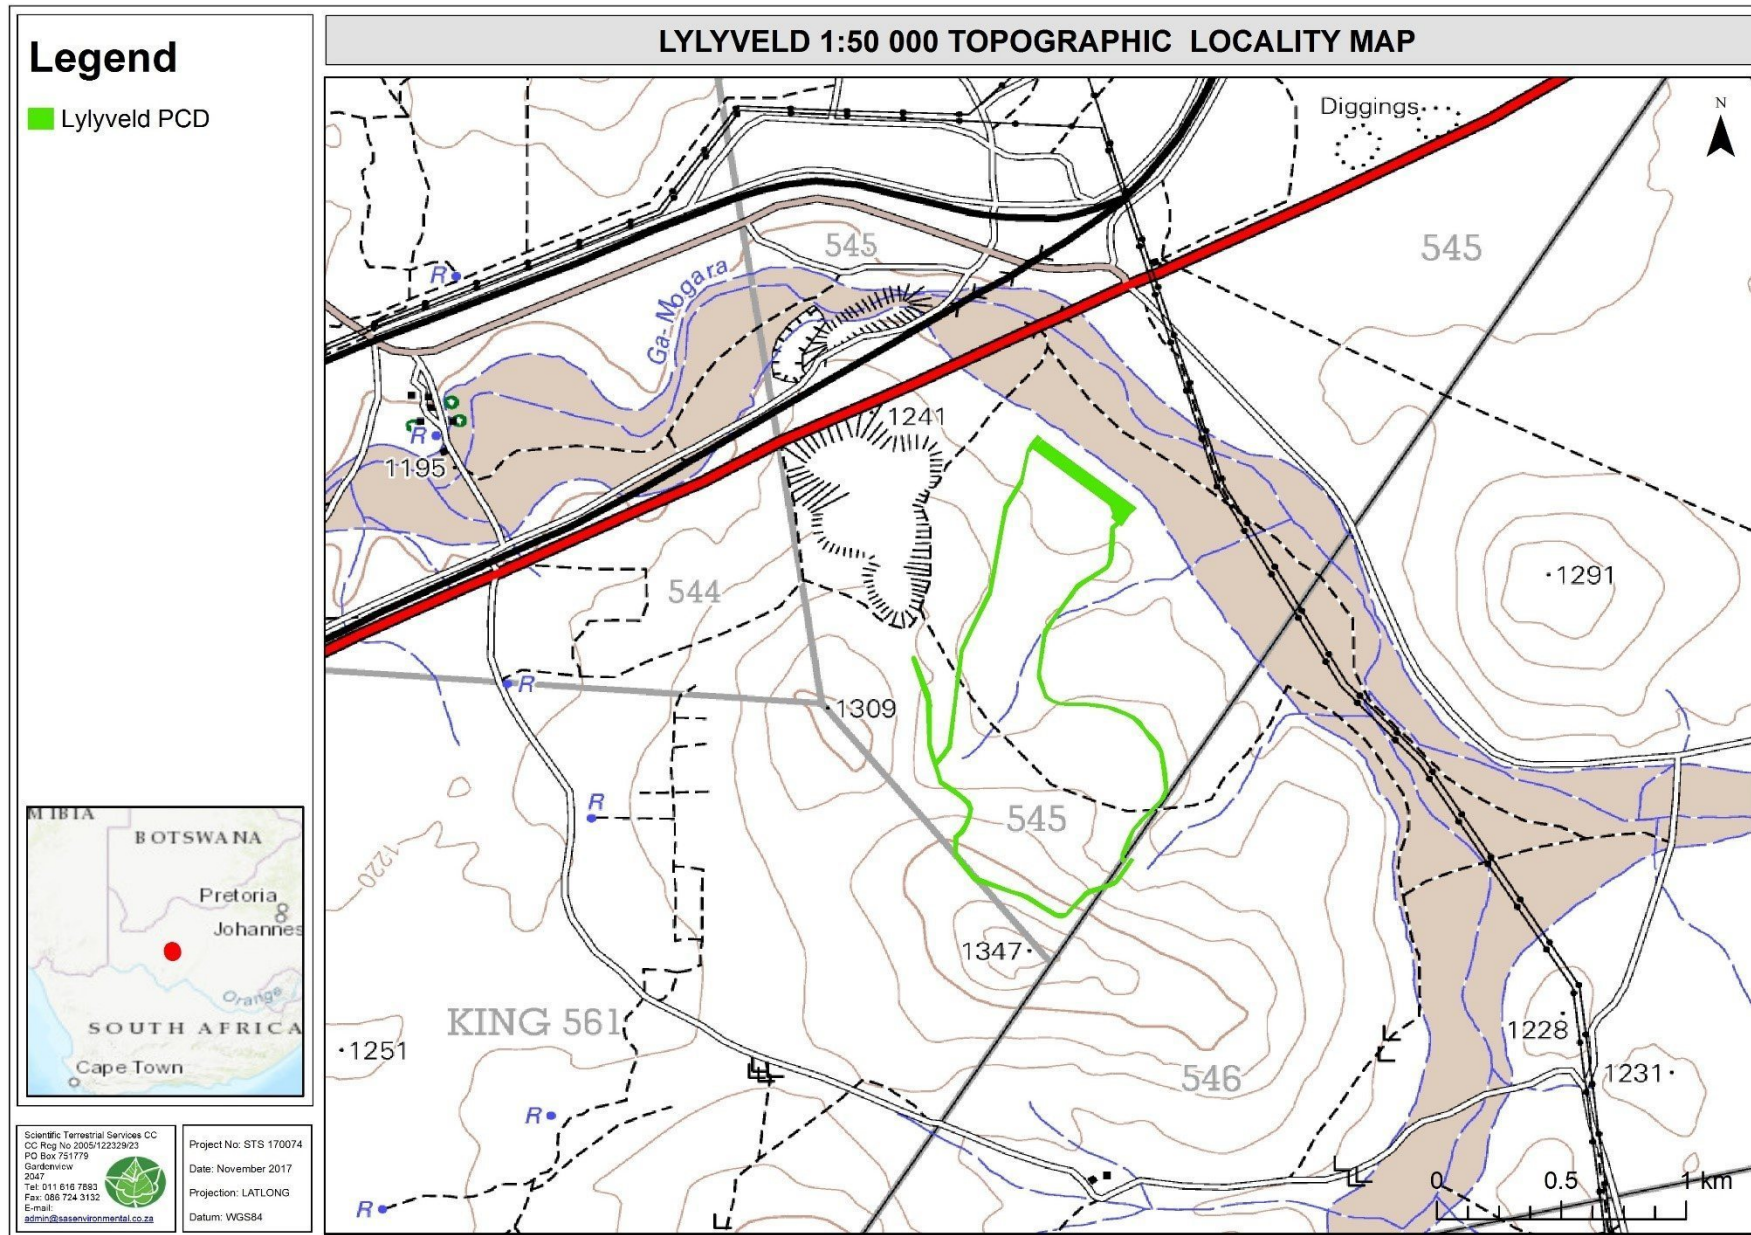 LYLYVELD 1:50 000 TOPOGRAPHIC LOCALITY MAP
Legend
Lylyveld PCD
Diggings
N
545
545
Ga-Mogara
R
R
1195
1241
544
1291
R
1309
R
545
1220
1347
KING 561
1251
546
1228
1231
R
R
0 0.5 1 km
M IBIA
BOTSWANA
Pretoria
Johannes
Orange
SOUTH AFRICA
Cape Town
Scientific Terrestrial Services CC
CC Reg No 2005/122329/23
PO Box 751779
Gardenview
2047
Tel: 011 616 7893
Fax: 086 724 3132
E-mail:
admin@sasenvironmental.co.za
Project No: STS 170074
Date: November 2017
Projection: LATLONG
Datum: WGS84